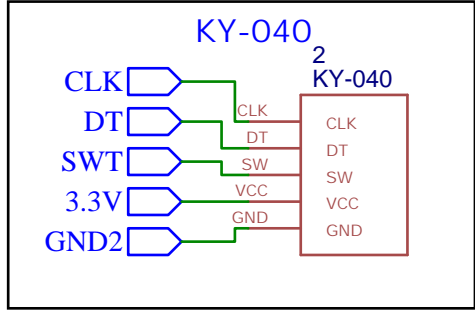 KY-040
2
KY-040
CLK CLK CLK
DT DT DT
SWT SW SW
3.3V VCC VCC
GND2 GND GND